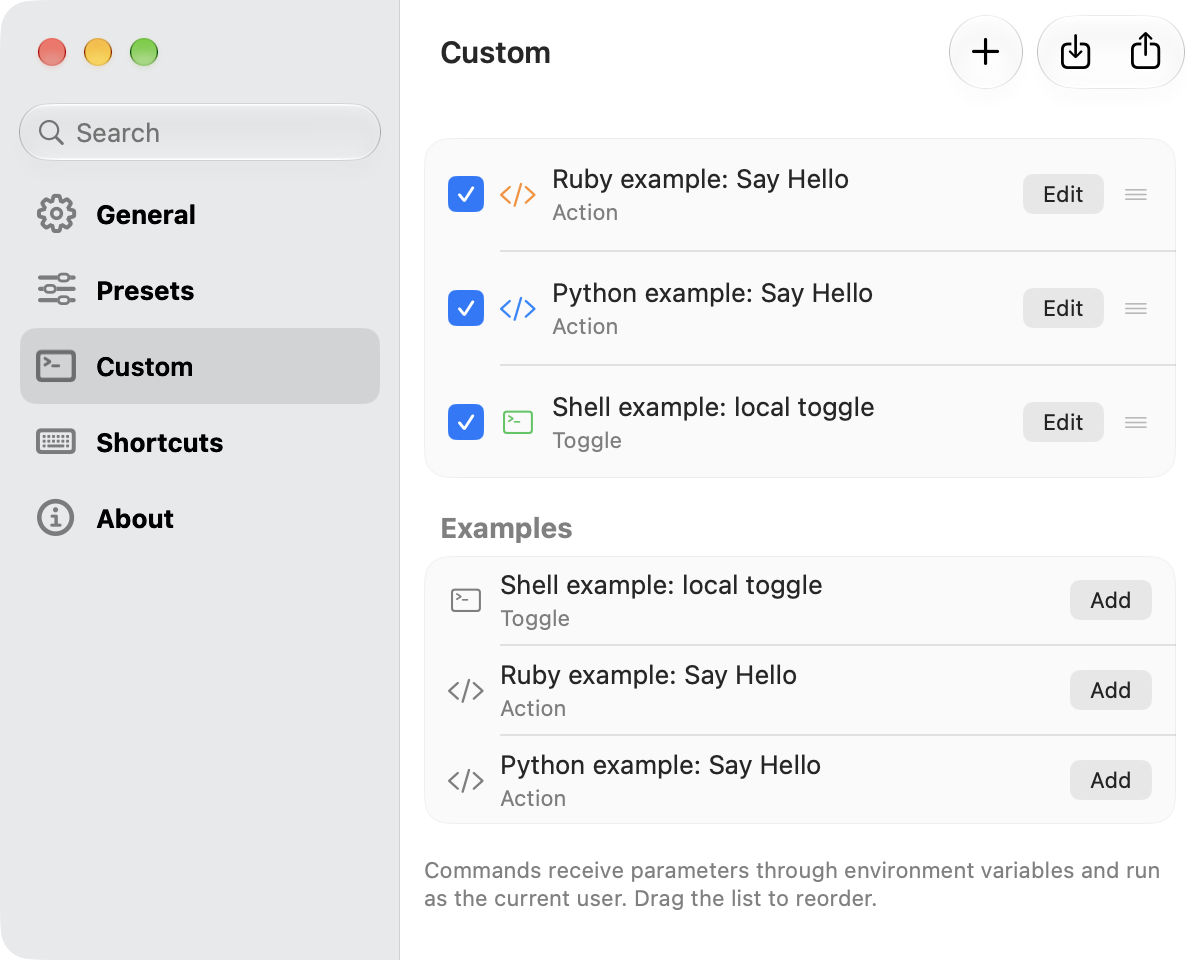 Custom
Search
General
Presets
Custom
Shortcuts
About
Ruby example: Say Hello
Action
Edit
Python example: Say Hello
Action
Edit
Shell example: local toggle
Toggle
Edit
Examples
Shell example: local toggle
Toggle
Add
Ruby example: Say Hello
Action
Add
Python example: Say Hello
Action
Add
Commands receive parameters through environment variables and run
as the current user. Drag the list to reorder.